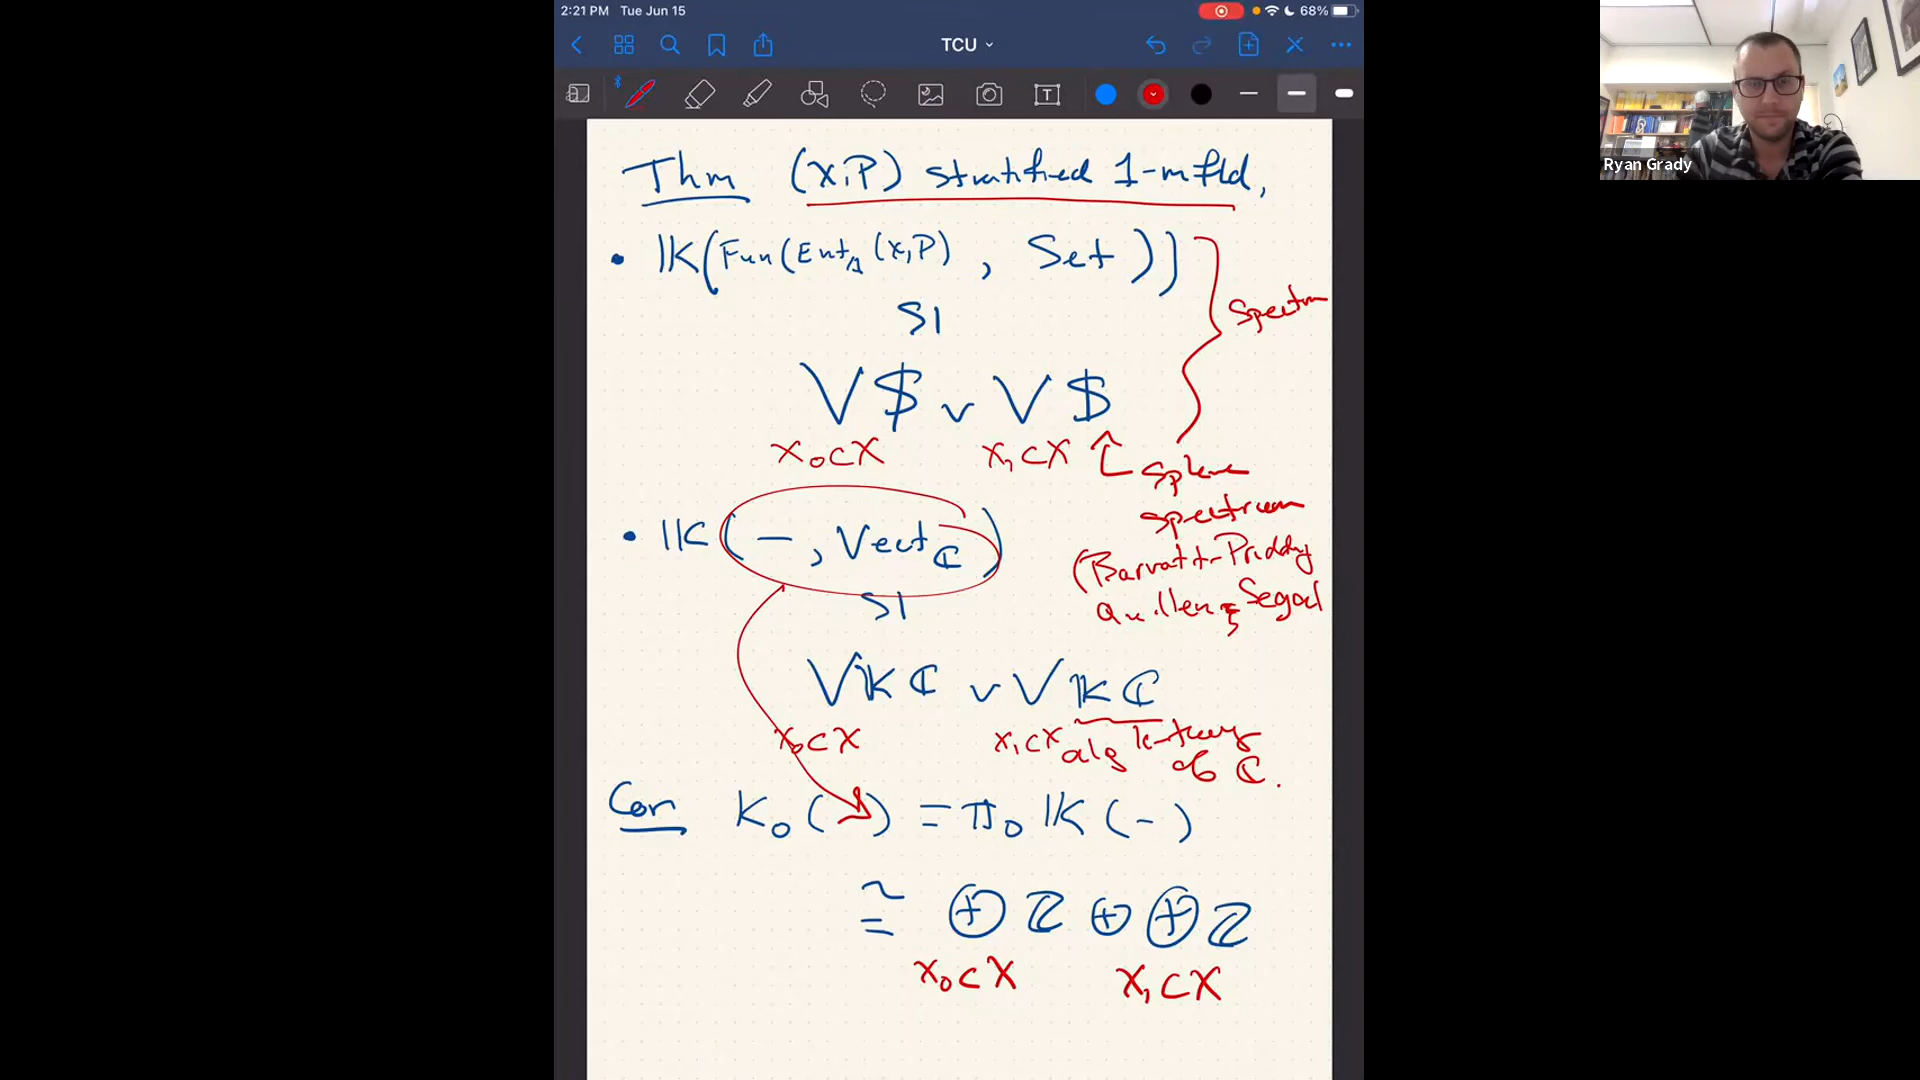 2:21 PM Tue Jun 15
68%
TCU
T
Ryan Grady
Thm (X,P) stratified 1-mfld,
• 𝕂(Fun(Ent_Δ (X,P), Set))
S|
⋁$ ∨ ⋁$
X₀⊂X X₁⊂X
Spectra
↑ Sphere
spectrum
(Barratt-Priddy
Quillen & Segal
• 𝕂(—, Vect_ℂ)
S|
⋁𝕂ℂ ∨ ⋁𝕂ℂ
X₀⊂X X₁⊂X
alg k-theory
of ℂ.
Cor K₀( ) = π₀ 𝕂(-)
≅ ⊕ ℤ ⊕ ⊕ ℤ
X₀⊂X X₁⊂X